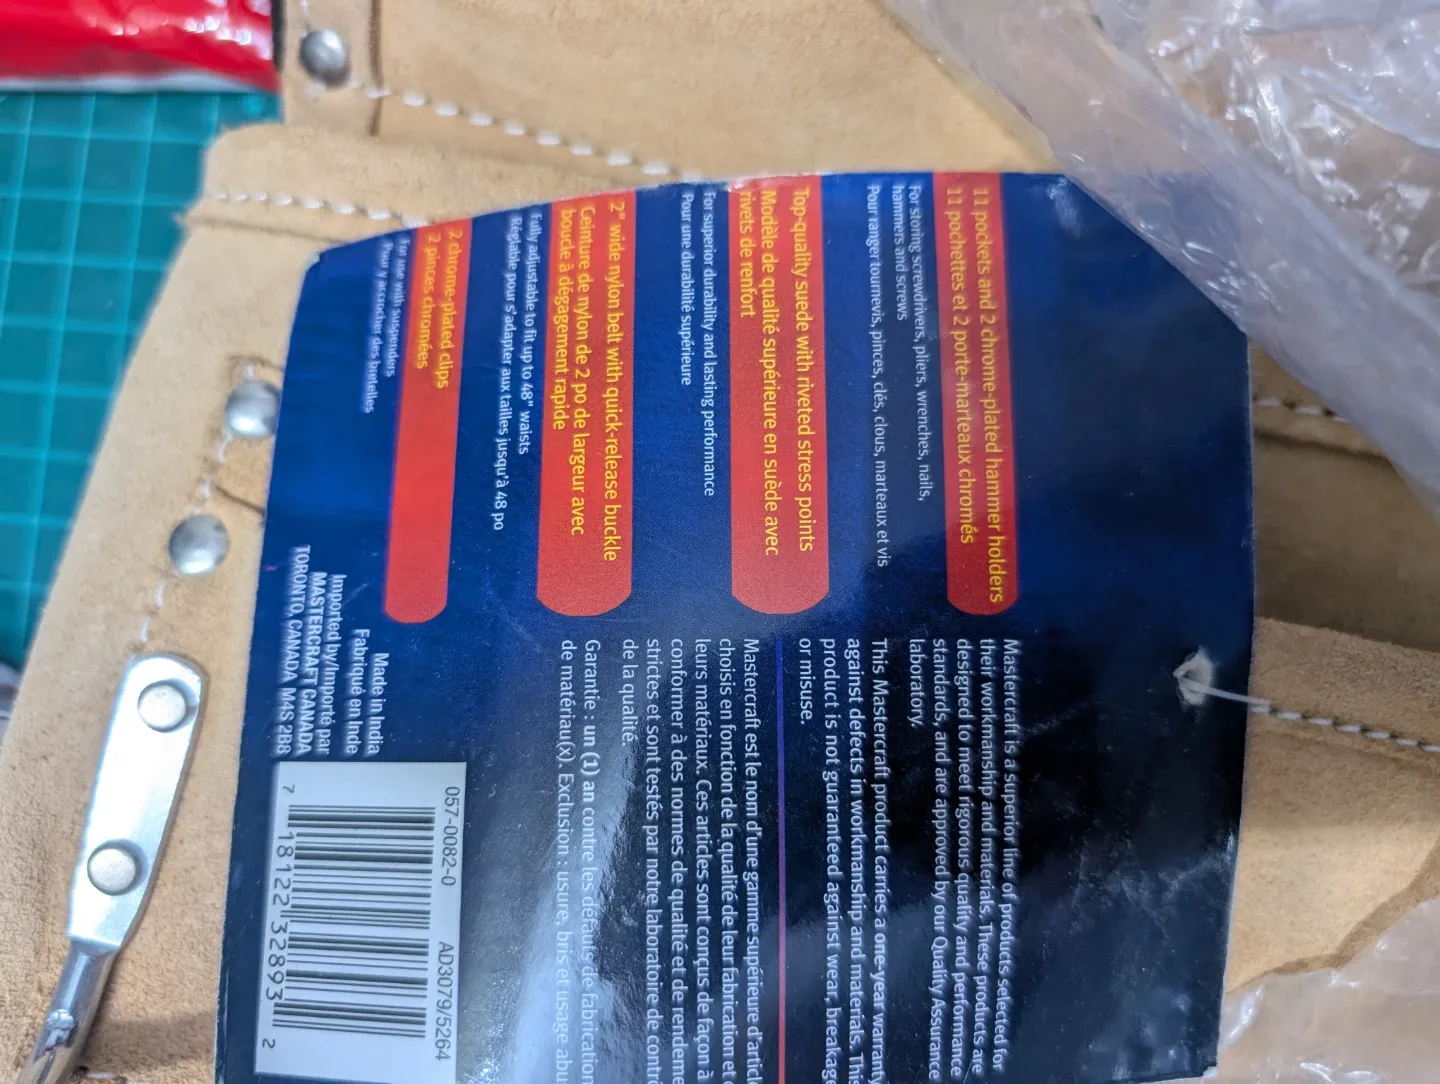 11 pockets and 2 chrome-plated hammer holders
11 pochettes et 2 porte-marteaux chromés
For storing screwdrivers, pliers, wrenches, nails,
hammers and screws
Pour ranger tournevis, pinces, clés, clous, marteaux et vis
Top-quality suede with riveted stress points
Modèle de qualité supérieure en suède avec
rivets de renfort
For superior durability and lasting performance
Pour une durabilité supérieure
2" wide nylon belt with quick-release buckle
Ceinture de nylon de 2 po de largeur avec
boucle à dégagement rapide
Fully adjustable to fit up to 48" waists
Réglable pour s'adapter aux tailles jusqu'à 48 po
2 chrome-plated clips
2 pinces chromées
For use with suspenders
Pour y accrocher des bretelles
Mastercraft is a superior line of products selected for
their workmanship and materials. These products are
designed to meet rigorous quality and performance
standards, and are approved by our Quality Assurance
laboratory.
This Mastercraft product carries a one-year warranty
against defects in workmanship and materials. This
product is not guaranteed against wear, breakage
or misuse.
Mastercraft est le nom d'une gamme supérieure d'article
choisis en fonction de la qualité de leur fabrication et
leurs matériaux. Ces articles sont conçus de façon à
conformer à des normes de qualité et de rendeme
strictes et sont testés par notre laboratoire de contrô
de la qualité.
Garantie : un (1) an contre les défauts de fabrication
de matériau(x). Exclusion : usure, bris et usage abu
Made in India
Fabriqué en Inde
Imported by/Importé par
MASTERCRAFT CANADA
TORONTO, CANADA M4S 2B8
057-0082-0 AD3079/5264
7 18122 32893 2